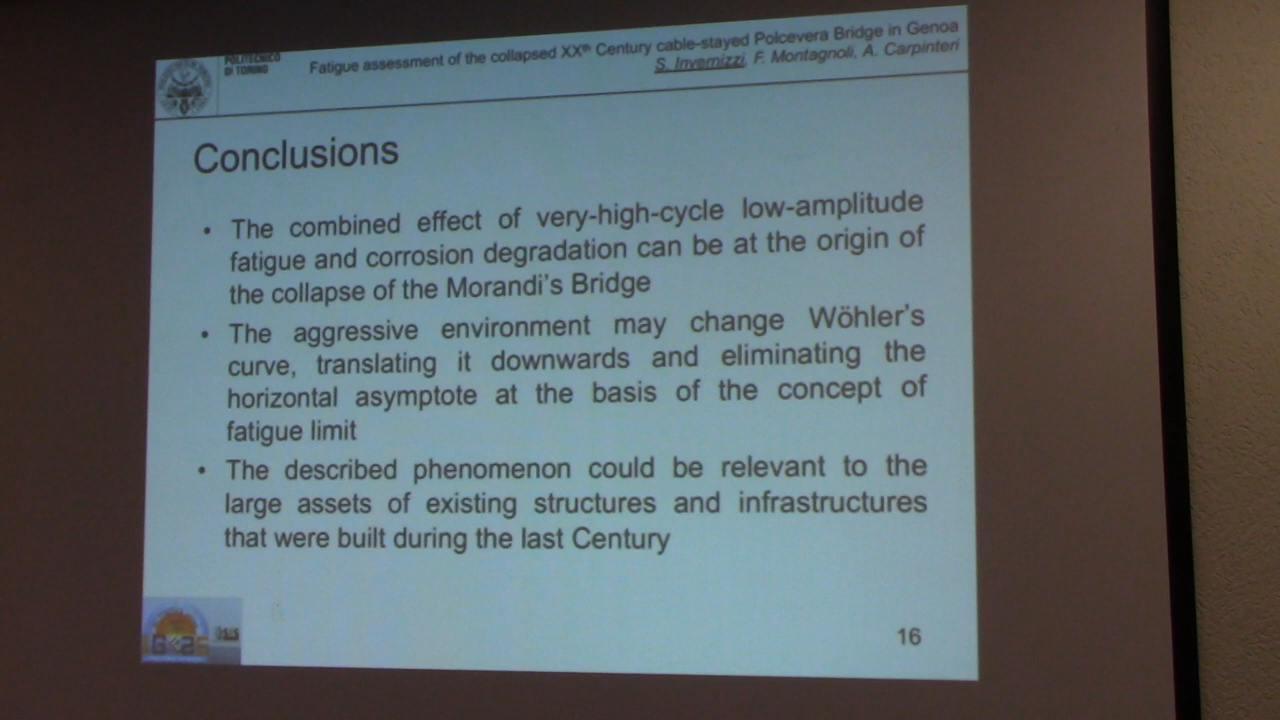 POLITECNICO
DI TORINO
Fatigue assessment of the collapsed XXth Century cable-stayed Polcevera Bridge in Genoa
S. Invernizzi, F. Montagnoli, A. Carpinteri
Conclusions
• The combined effect of very-high-cycle low-amplitude
fatigue and corrosion degradation can be at the origin of
the collapse of the Morandi's Bridge
• The aggressive environment may change Wöhler's
curve, translating it downwards and eliminating the
horizontal asymptote at the basis of the concept of
fatigue limit
• The described phenomenon could be relevant to the
large assets of existing structures and infrastructures
that were built during the last Century
16